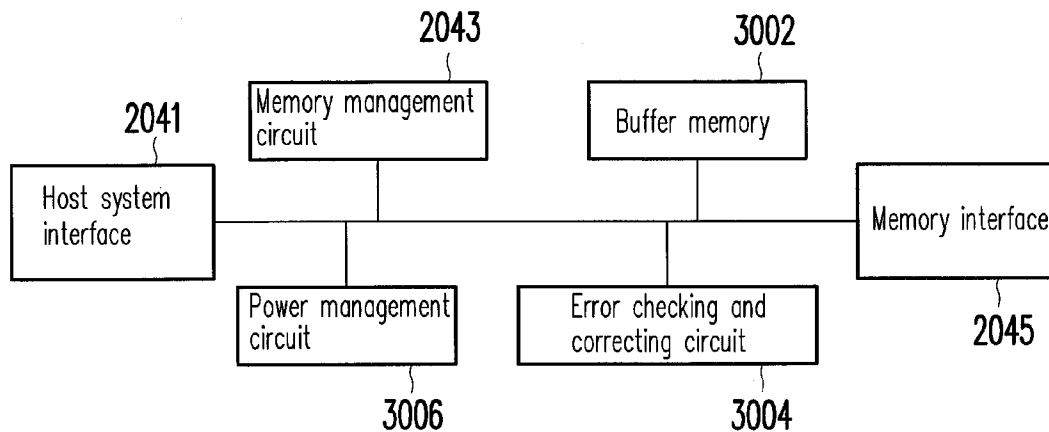 2043
3002
2041
Memory management
circuit
Buffer memory
Host system
interface
Memory interface
Power management
circuit
Error checking and
correcting circuit
2045
3006
3004